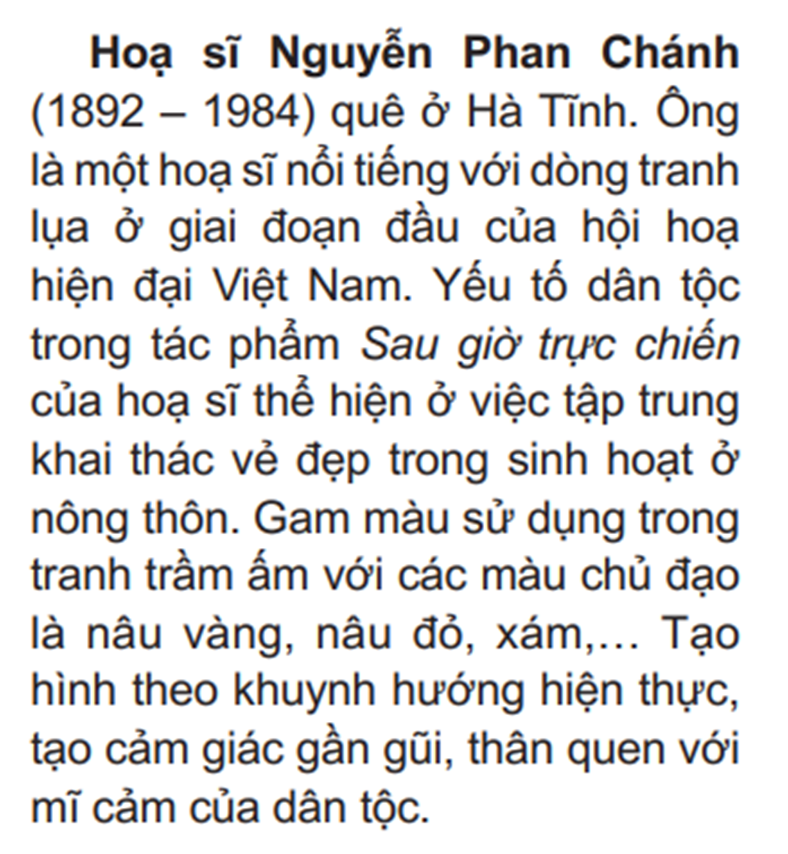 Hoạ sĩ Nguyễn Phan Chánh
(1892 – 1984) quê ở Hà Tĩnh. Ông
là một hoạ sĩ nổi tiếng với dòng tranh
lụa ở giai đoạn đầu của hội hoạ
hiện đại Việt Nam. Yếu tố dân tộc
trong tác phẩm Sau giờ trực chiến
của hoạ sĩ thể hiện ở việc tập trung
khai thác vẻ đẹp trong sinh hoạt ở
nông thôn. Gam màu sử dụng trong
tranh trầm ấm với các màu chủ đạo
là nâu vàng, nâu đỏ, xám,... Tạo
hình theo khuynh hướng hiện thực,
tạo cảm giác gần gũi, thân quen với
mĩ cảm của dân tộc.